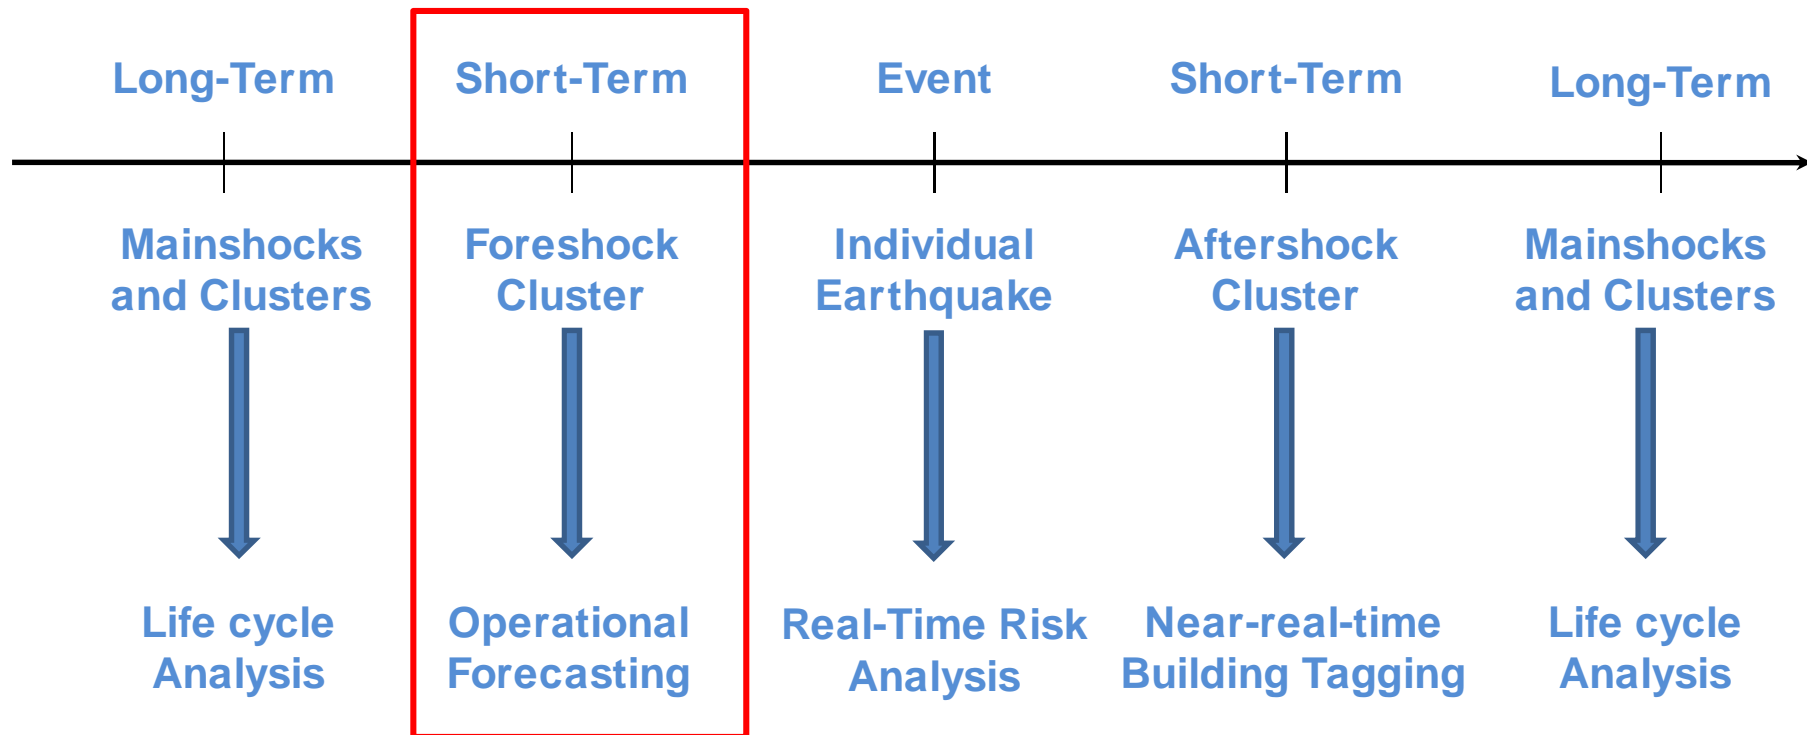 Long-Term
Short-Term
Event
Short-Term
Long-Term
Mainshocks
and Clusters
Foreshock
Cluster
Individual
Earthquake
Aftershock
Cluster
Mainshocks
and Clusters
Life cycle
Analysis
Operational
Forecasting
Real-Time Risk
Analysis
Near-real-time
Building Tagging
Life cycle
Analysis